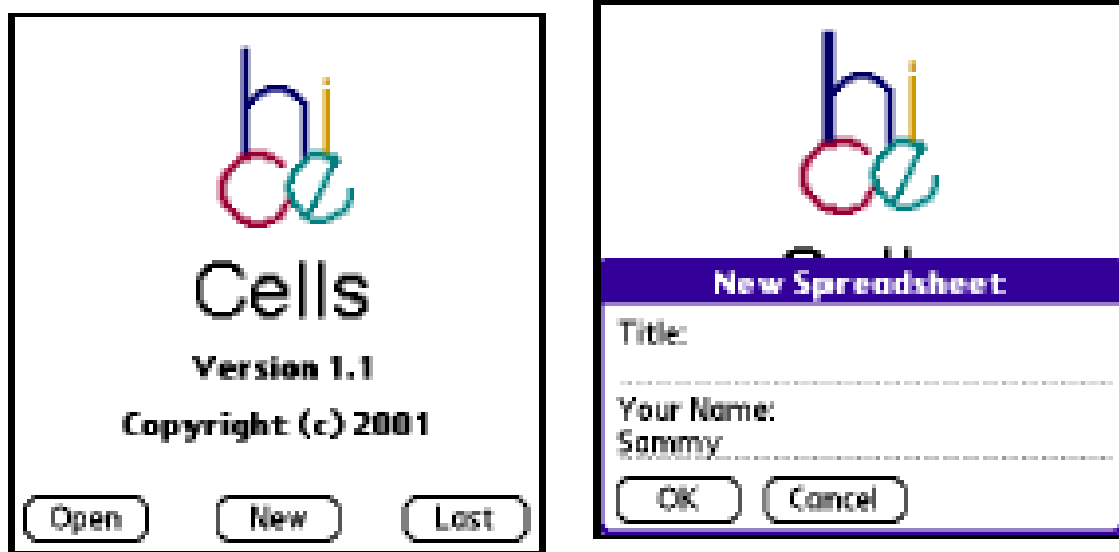 hi
ce
Cells
Version 1.1
Copyright (c) 2001
Open New Last
hi
ce
New Spreadsheet
Title:
Your Name:
Sammy
OK Cancel